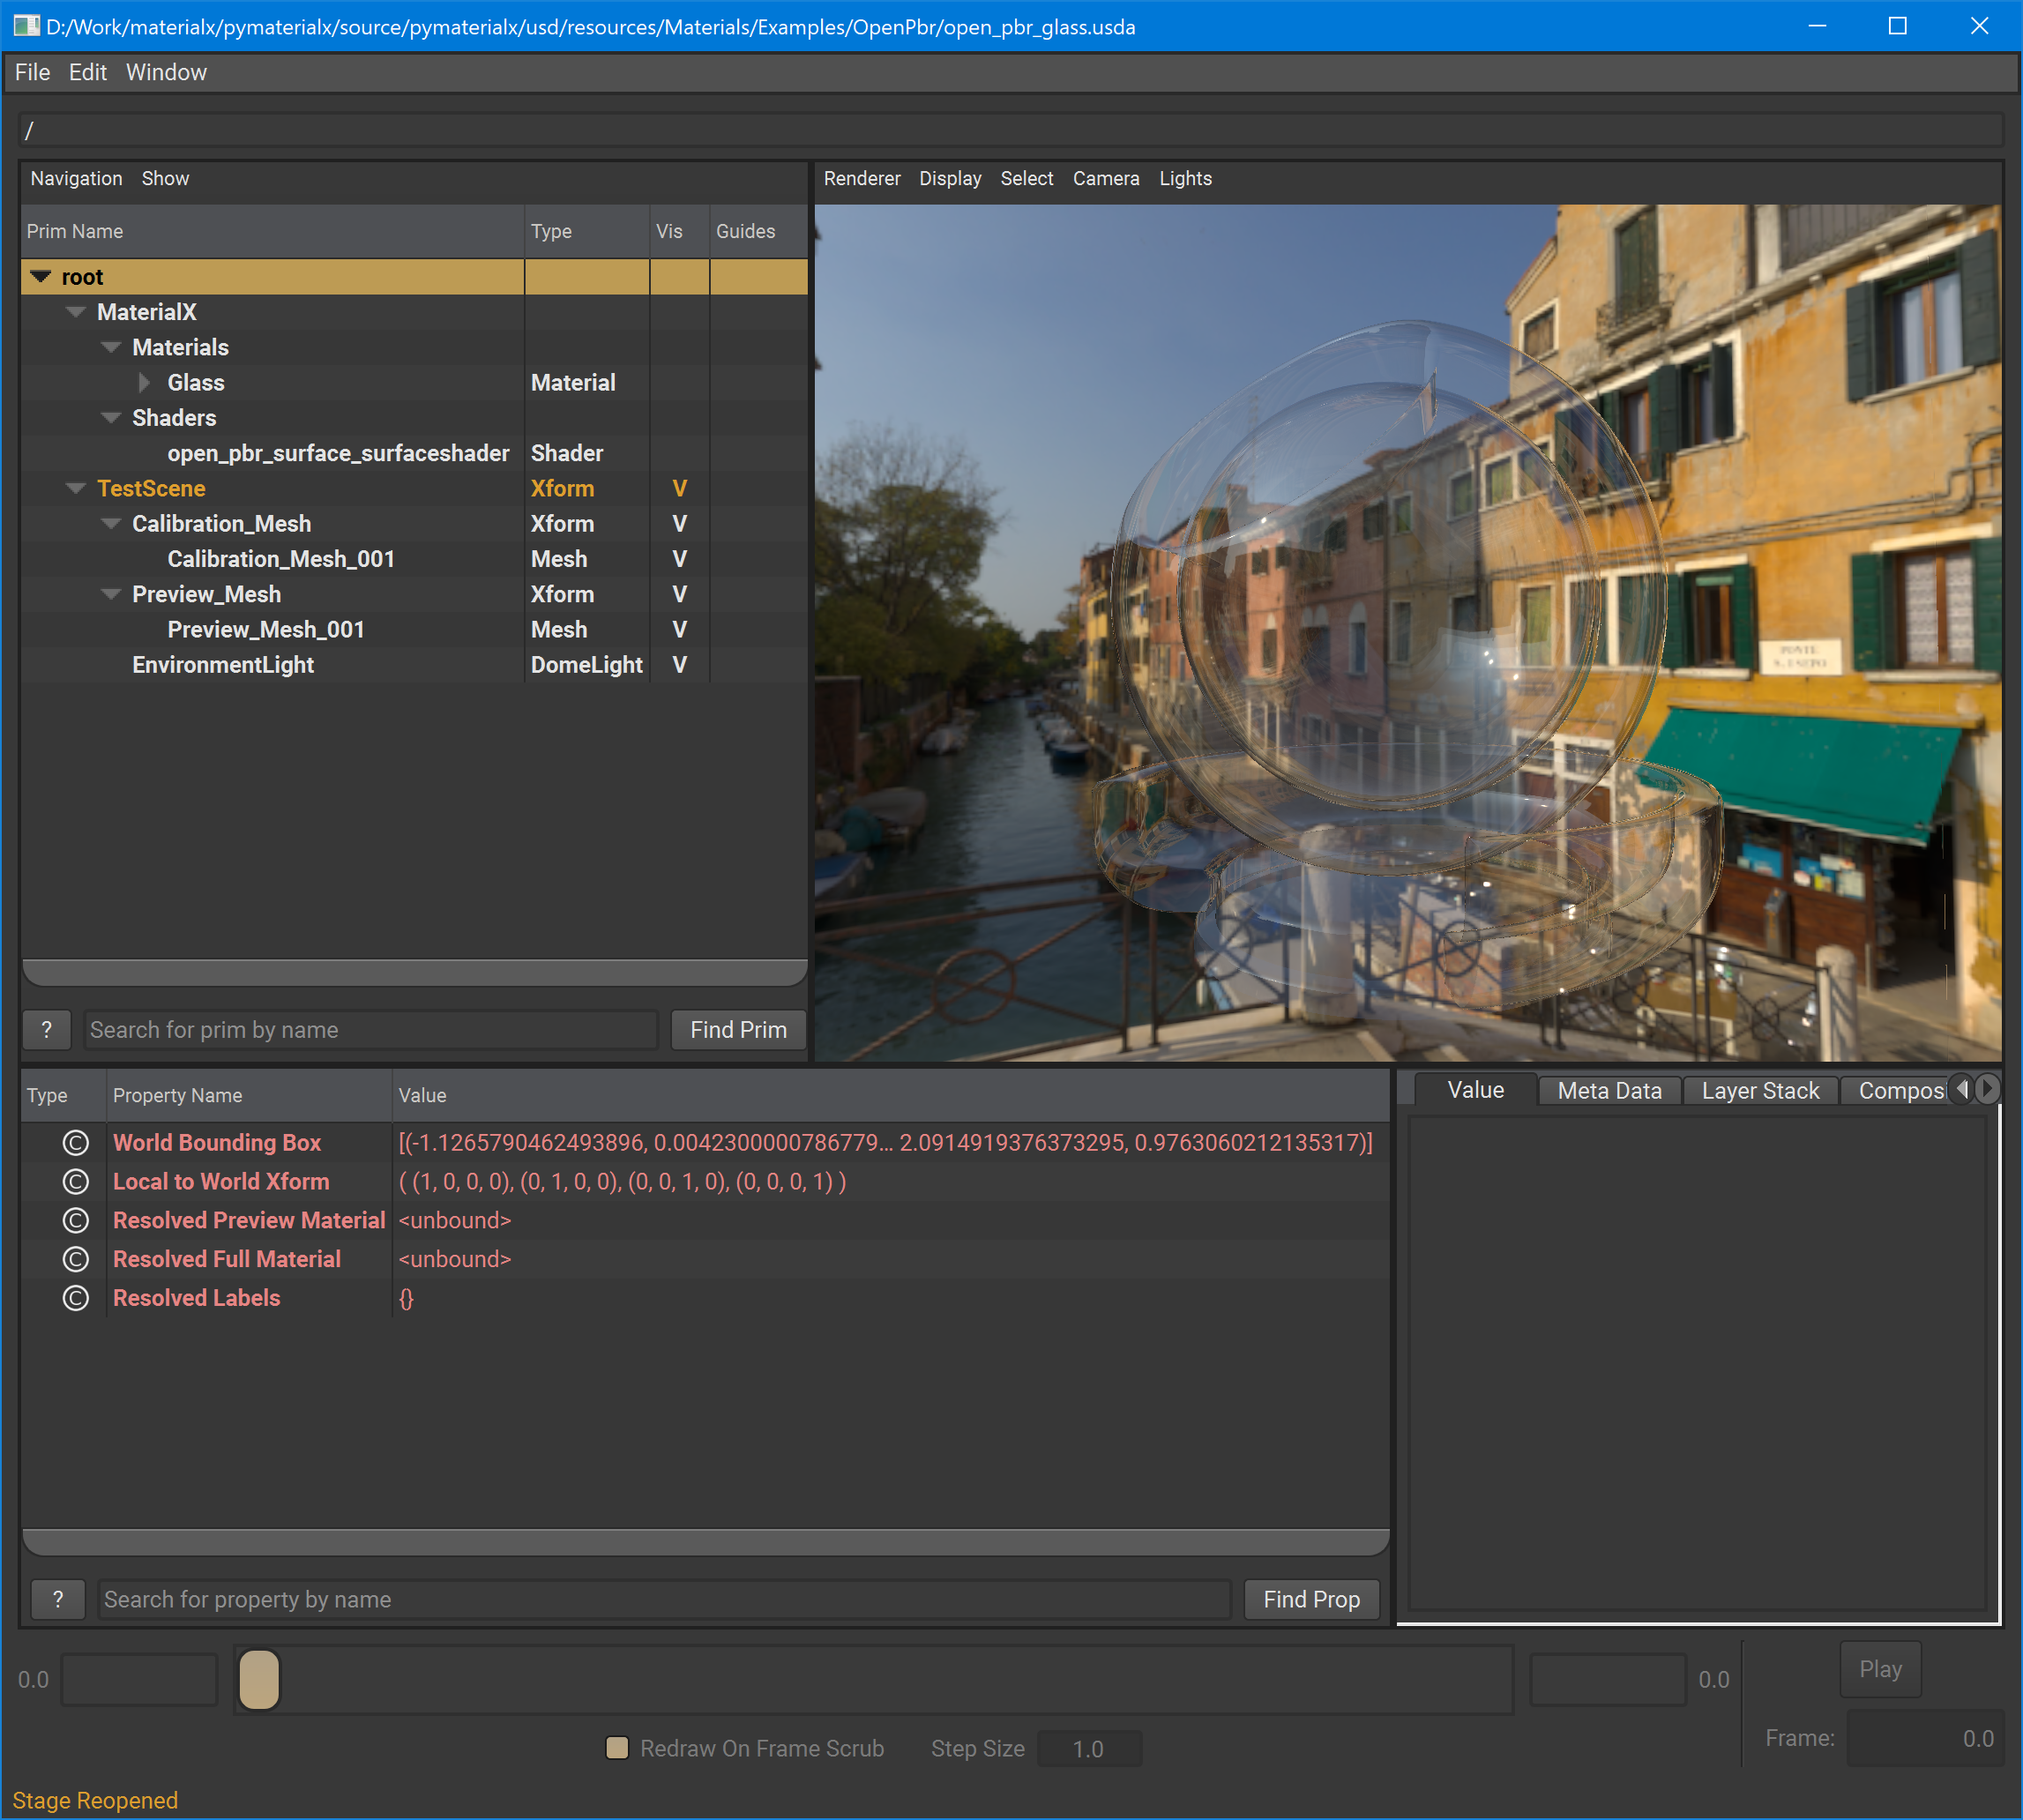 D:/Work/materialx/pymaterialx/source/pymaterialx/usd/resources/Materials/Examples/OpenPbr/open_pbr_glass.usda
File Edit Window
/
Navigation Show
Prim Name Type Vis Guides
root
MaterialX
Materials
Glass Material
Shaders
open_pbr_surface_surfaceshader Shader
TestScene Xform V
Calibration_Mesh Xform V
Calibration_Mesh_001 Mesh V
Preview_Mesh Xform V
Preview_Mesh_001 Mesh V
EnvironmentLight DomeLight V
? Search for prim by name Find Prim
Renderer Display Select Camera Lights
PONTE
Type Property Name Value
© World Bounding Box [(-1.1265790462493896, 0.0042300000786779... 2.0914919376373295, 0.9763060212135317)]
© Local to World Xform ( (1, 0, 0, 0), (0, 1, 0, 0), (0, 0, 1, 0), (0, 0, 0, 1) )
© Resolved Preview Material <unbound>
© Resolved Full Material <unbound>
© Resolved Labels {}
? Search for property by name Find Prop
Value Meta Data Layer Stack Composi
0.0 0.0 Play
Redraw On Frame Scrub Step Size 1.0 Frame: 0.0
Stage Reopened